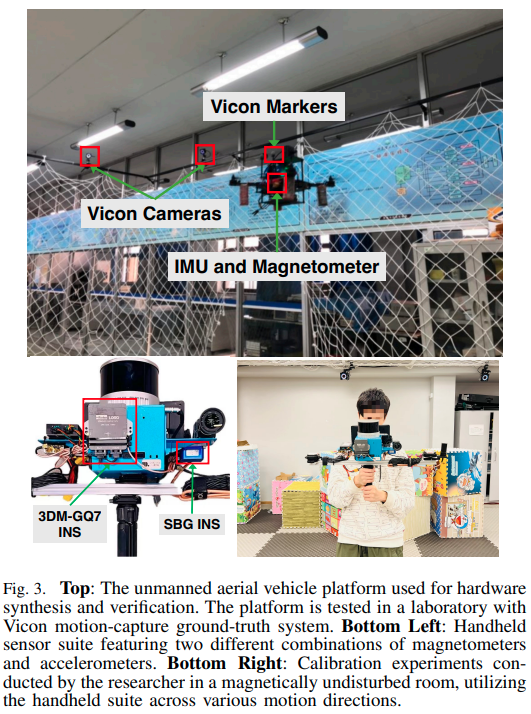 Vicon Markers
Vicon Cameras
IMU and Magnetometer
3DM-GQ7
INS
SBG INS
Fig. 3. Top: The unmanned aerial vehicle platform used for hardware
synthesis and verification. The platform is tested in a laboratory with
Vicon motion-capture ground-truth system. Bottom Left: Handheld
sensor suite featuring two different combinations of magnetometers
and accelerometers. Bottom Right: Calibration experiments con-
ducted by the researcher in a magnetically undisturbed room, utilizing
the handheld suite across various motion directions.